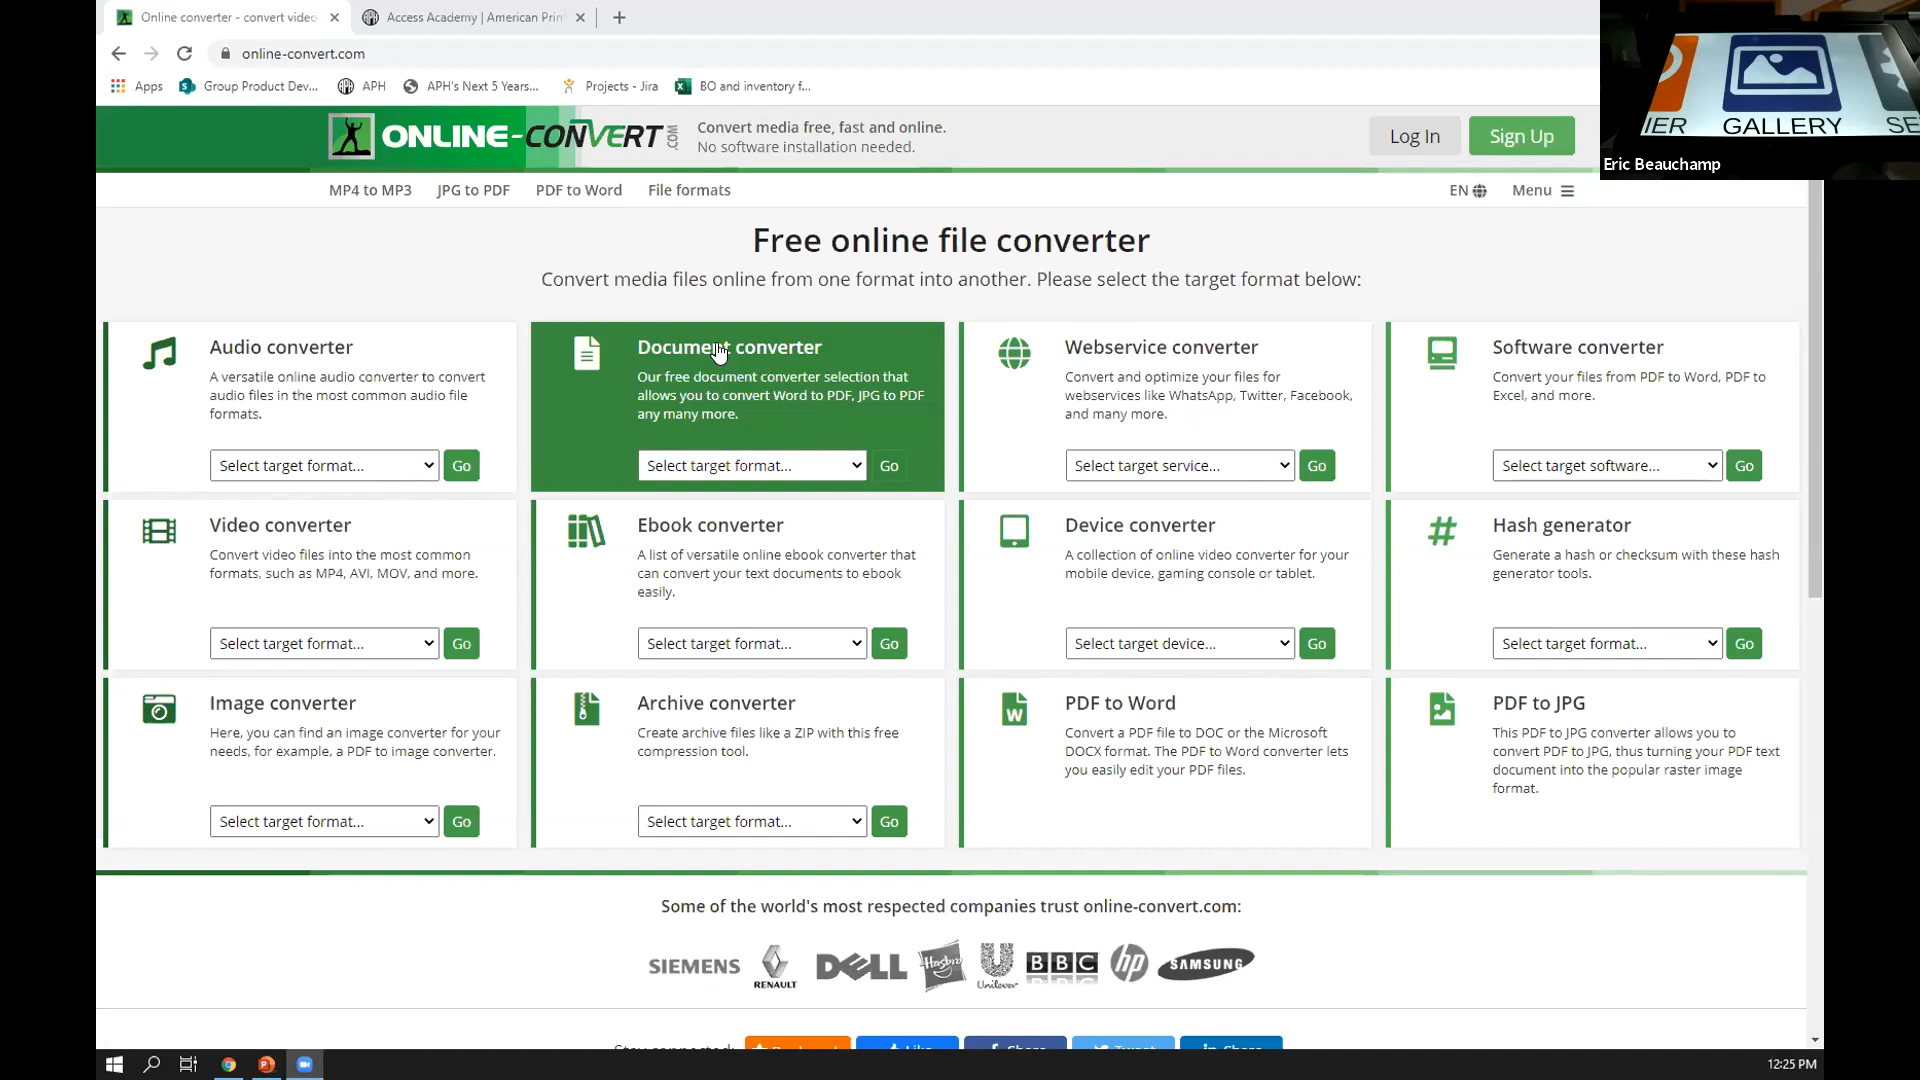 Online converter - convert video
Access Academy | American Prin
online-convert.com
Apps
Group Product Dev...
APH
APH's Next 5 Years...
Projects - Jira
BO and inventory f...
IER GALLERY SE
Eric Beauchamp
ONLINE-CONVERT.COM
Convert media free, fast and online.
No software installation needed.
Log In
Sign Up
MP4 to MP3
JPG to PDF
PDF to Word
File formats
EN
Menu
Free online file converter
Convert media files online from one format into another. Please select the target format below:
Audio converter
A versatile online audio converter to convert
audio files in the most common audio file
formats.
Select target format...
Go
Document converter
Our free document converter selection that
allows you to convert Word to PDF, JPG to PDF
any many more.
Select target format...
Go
Webservice converter
Convert and optimize your files for
webservices like WhatsApp, Twitter, Facebook,
and many more.
Select target service...
Go
Software converter
Convert your files from PDF to Word, PDF to
Excel, and more.
Select target software...
Go
Video converter
Convert video files into the most common
formats, such as MP4, AVI, MOV, and more.
Select target format...
Go
Ebook converter
A list of versatile online ebook converter that
can convert your text documents to ebook
easily.
Select target format...
Go
Device converter
A collection of online video converter for your
mobile device, gaming console or tablet.
Select target device...
Go
Hash generator
Generate a hash or checksum with these hash
generator tools.
Select target format...
Go
Image converter
Here, you can find an image converter for your
needs, for example, a PDF to image converter.
Select target format...
Go
Archive converter
Create archive files like a ZIP with this free
compression tool.
Select target format...
Go
PDF to Word
Convert a PDF file to DOC or the Microsoft
DOCX format. The PDF to Word converter lets
you easily edit your PDF files.
PDF to JPG
This PDF to JPG converter allows you to
convert PDF to JPG, thus turning your PDF text
document into the popular raster image
format.
Some of the world's most respected companies trust online-convert.com:
SIEMENS
RENAULT
DELL
Hasbro
Unilever
BBC
hp
SAMSUNG
12:25 PM